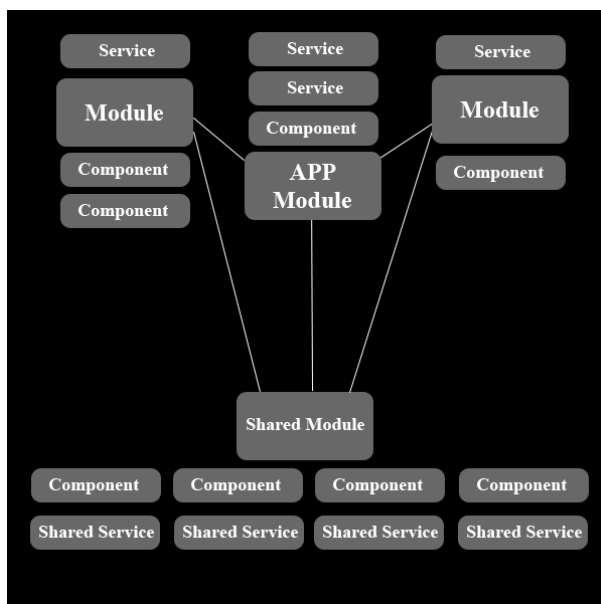 Service
Module
Component
Component
Service
Service
Component
APP
Module
Service
Module
Component
Shared Module
Component
Component
Component
Component
Shared Service
Shared Service
Shared Service
Shared Service